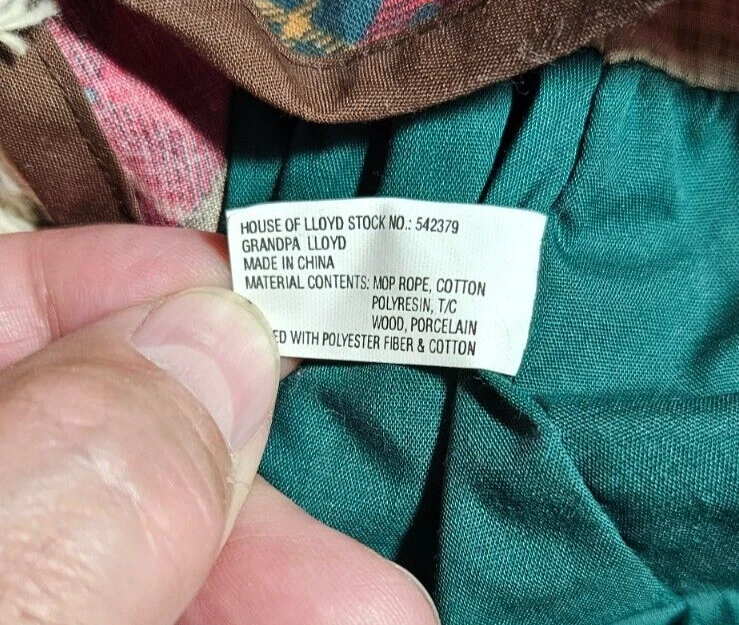 HOUSE OF LLOYD STOCK NO.: 542379
GRANDPA LLOYD
MADE IN CHINA
MATERIAL CONTENTS: MOP ROPE, COTTON
POLYRESIN, T/C
WOOD, PORCELAIN
ED WITH POLYESTER FIBER & COTTON